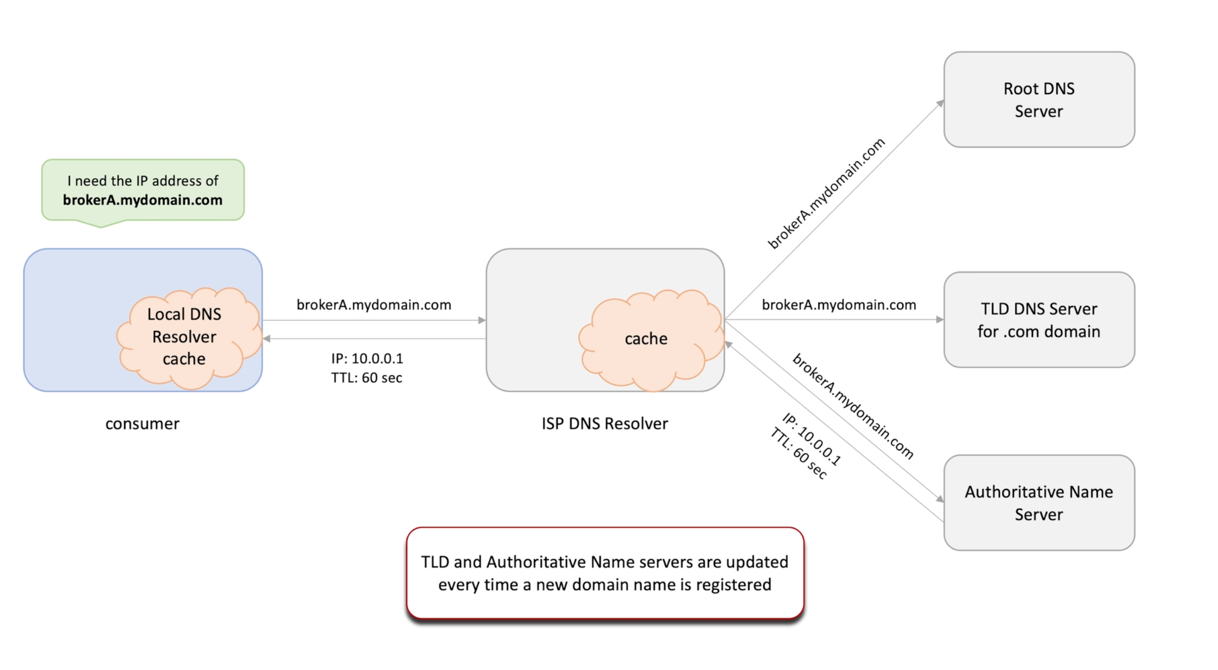 Root DNS
Server
I need the IP address of
brokerA.mydomain.com
brokerA.mydomain.com
Local DNS
Resolver
cache
brokerA.mydomain.com
IP: 10.0.0.1
TTL: 60 sec
cache
brokerA.mydomain.com
TLD DNS Server
for .com domain
consumer
ISP DNS Resolver
brokerA.mydomain.com
IP: 10.0.0.1
TTL: 60 sec
Authoritative Name
Server
TLD and Authoritative Name servers are updated
every time a new domain name is registered